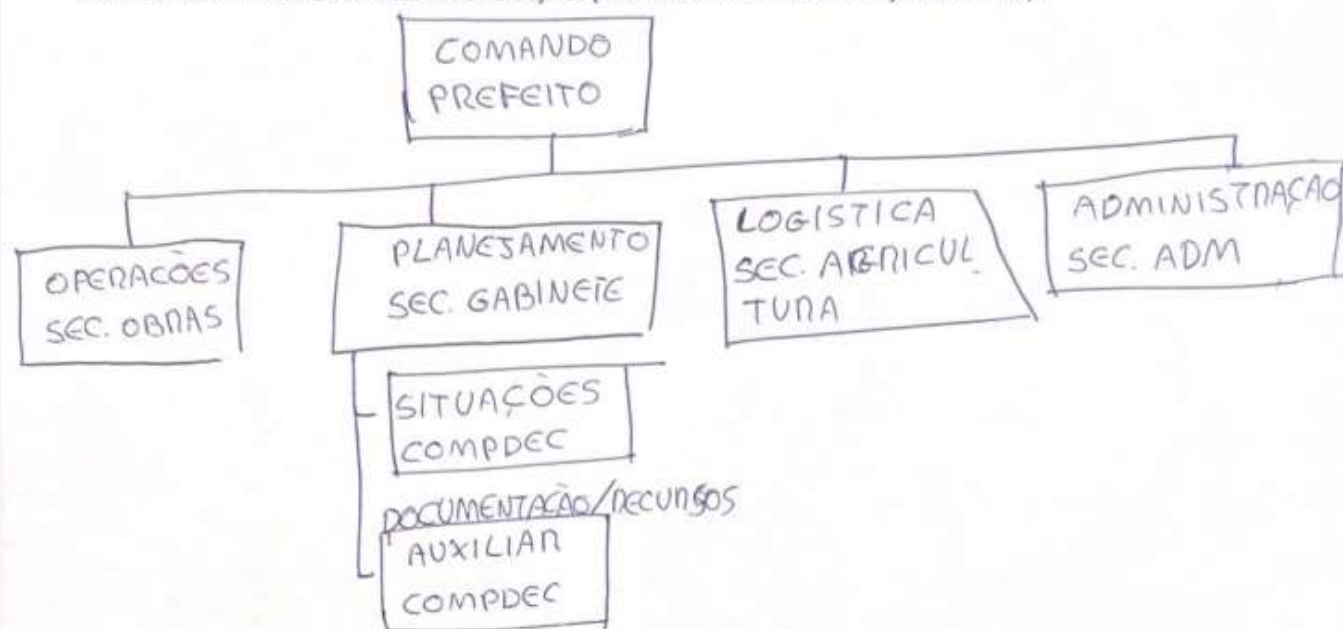 COMANDO
PREFEITO
OPERAÇÕES
SEC. OBRAS
PLANEJAMENTO
SEC. GABINETE
LOGISTICA
SEC. AGRICUL
TURA
ADMINISTRAÇAO
SEC. ADM
SITUAÇÕES
COMPDEC
DOCUMENTAÇÃO/RECURSOS
AUXILIAR
COMPDEC